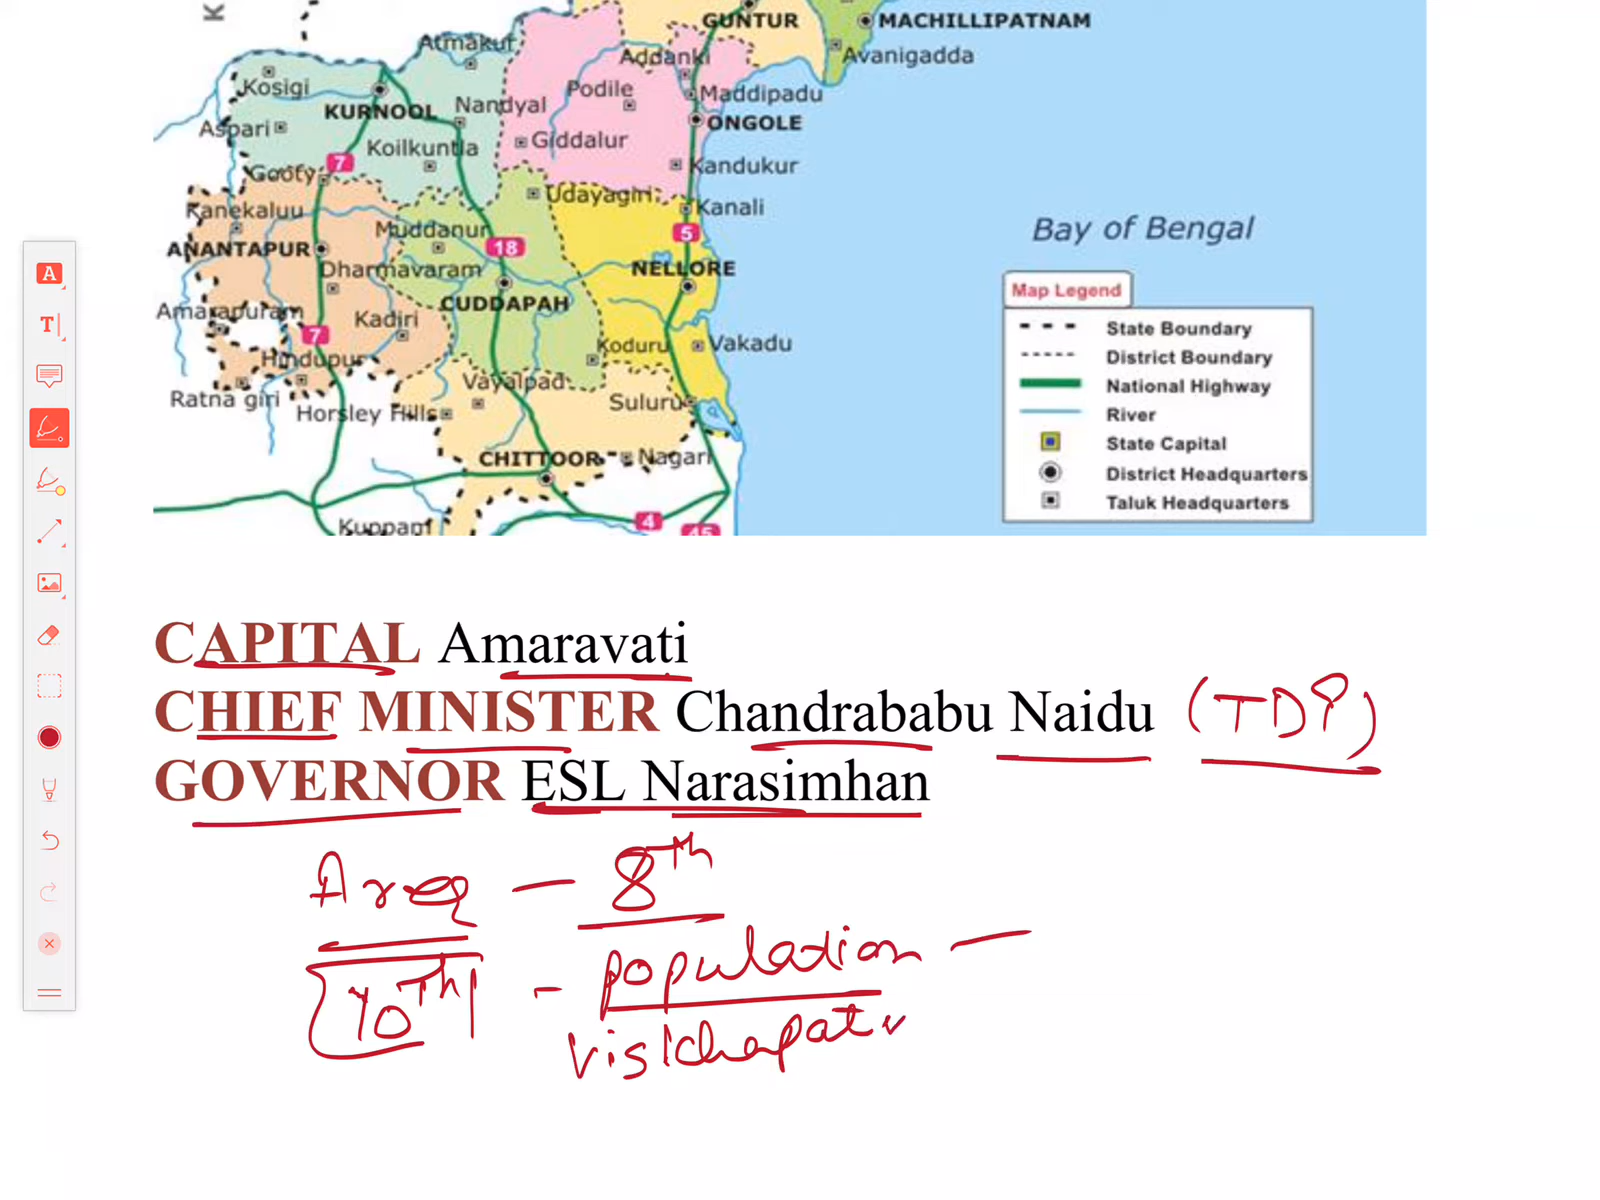 K
GUNTUR
MACHILLIPATNAM
Atmakur
Addanki
Avanigadda
Kosigi
Podile
Maddipadu
KURNOOL
Nandyal
ONGOLE
Aspari
Koilkuntla
Giddalur
7
Kandukur
Gooty
Udayagiri
Kanali
Kanekaluu
Muddanur
5
Bay of Bengal
ANANTAPUR
18
NELLORE
Dharmavaram
CUDDAPAH
Map Legend
Amarapuram
Kadiri
State Boundary
7
Koduru
Vakadu
Hindupur
District Boundary
Vayalpad
National Highway
Ratna giri
Horsley Hills
Suluru
River
State Capital
CHITTOOR
Nagari
District Headquarters
Taluk Headquarters
Kuppam
4
45
A
T
CAPITAL Amaravati
CHIEF MINISTER Chandrababu Naidu (TDP)
GOVERNOR ESL Narasimhan
Area - 8th
10Th - population -